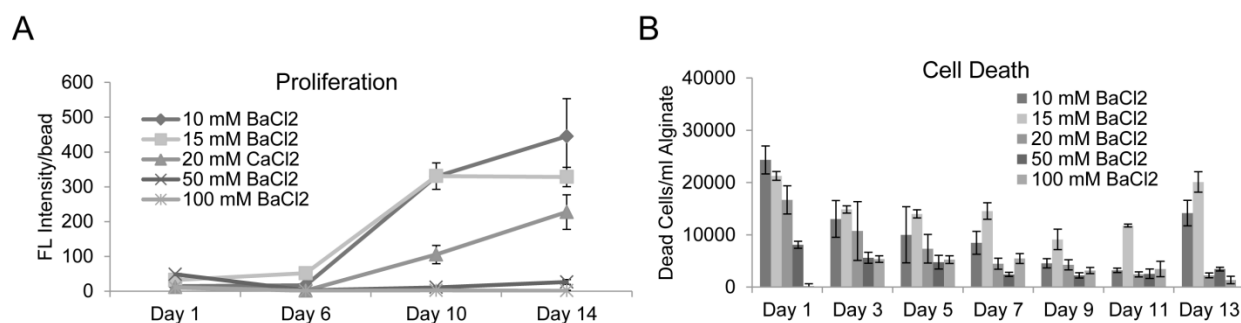 A
Proliferation
FL Intensity/bead
600
500
400
300
200
100
0
10 mM BaCl2
15 mM BaCl2
20 mM CaCl2
50 mM BaCl2
100 mM BaCl2
Day 1 Day 6 Day 10 Day 14
B
Cell Death
Dead Cells/ml Alginate
40000
30000
20000
10000
0
10 mM BaCl2
15 mM BaCl2
20 mM BaCl2
50 mM BaCl2
100 mM BaCl2
Day 1 Day 3 Day 5 Day 7 Day 9 Day 11 Day 13